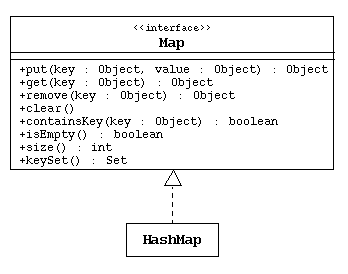 <<interface>>
Map
+put(key : Object, value : Object) : Object
+get(key : Object) : Object
+remove(key : Object) : Object
+clear()
+containsKey(key : Object) : boolean
+isEmpty() : boolean
+size() : int
+keySet() : Set
HashMap